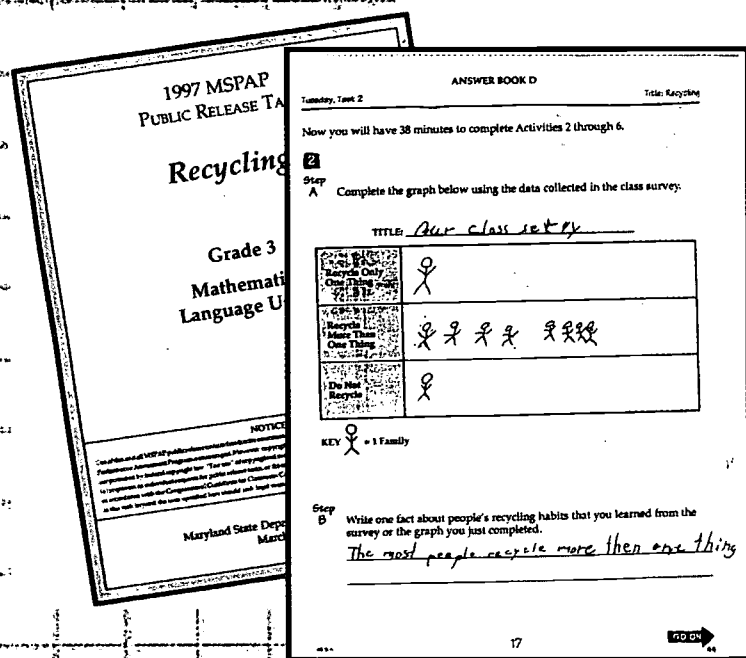 1997 MSPAP
PUBLIC RELEASE TA
Recycling
Grade 3
Mathemati
Language U
NOTICE
Maryland State Depa
March
ANSWER BOOK D
Tuesday, Task 2
Title: Recycling
Now you will have 38 minutes to complete Activities 2 through 6.
2
Step
A Complete the graph below using the data collected in the class survey.
TITLE: Our class
Recycle Only
One Thing
Recycle
More Than
One Thing
Do Not
Recycle
KEY = 1 Family
Step
B Write one fact about people's recycling habits that you learned from the
survey or the graph you just completed.
The most people recycle more then one thing
17
GO ON